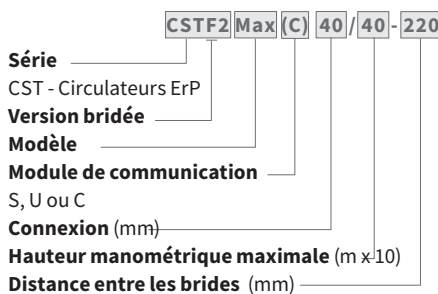 CSTF2 Max (C) 40 / 40 - 220
Série
CST - Circulateurs ErP
Version bridée
Modèle
Module de communication
S, U ou C
Connexion (mm)
Hauteur manométrique maximale (m x 10)
Distance entre les brides (mm)